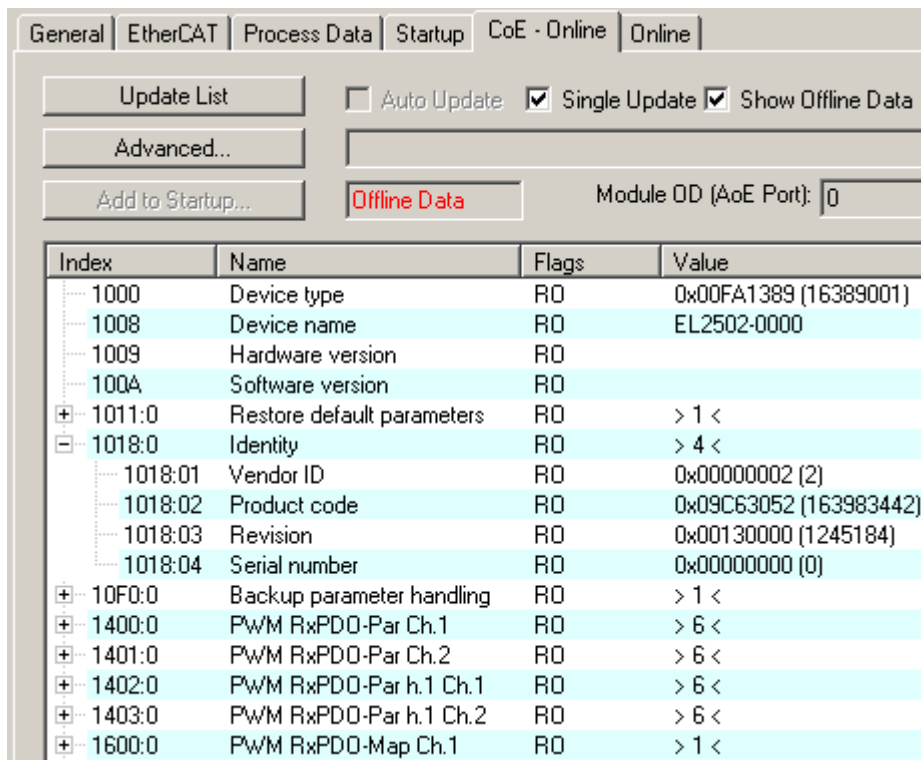 General EtherCAT Process Data Startup CoE - Online Online
Update List Auto Update Single Update Show Offline Data
Advanced...
Add to Startup... Offline Data Module OD (AoE Port): 0
Index Name Flags Value
1000 Device type RO 0x00FA1389 (16389001)
1008 Device name RO EL2502-0000
1009 Hardware version RO
100A Software version RO
1011:0 Restore default parameters RO > 1 <
1018:0 Identity RO > 4 <
1018:01 Vendor ID RO 0x00000002 (2)
1018:02 Product code RO 0x09C63052 (163983442)
1018:03 Revision RO 0x00130000 (1245184)
1018:04 Serial number RO 0x00000000 (0)
10F0:0 Backup parameter handling RO > 1 <
1400:0 PWM RxPDO-Par Ch.1 RO > 6 <
1401:0 PWM RxPDO-Par Ch.2 RO > 6 <
1402:0 PWM RxPDO-Par h.1 Ch.1 RO > 6 <
1403:0 PWM RxPDO-Par h.1 Ch.2 RO > 6 <
1600:0 PWM RxPDO-Map Ch.1 RO > 1 <